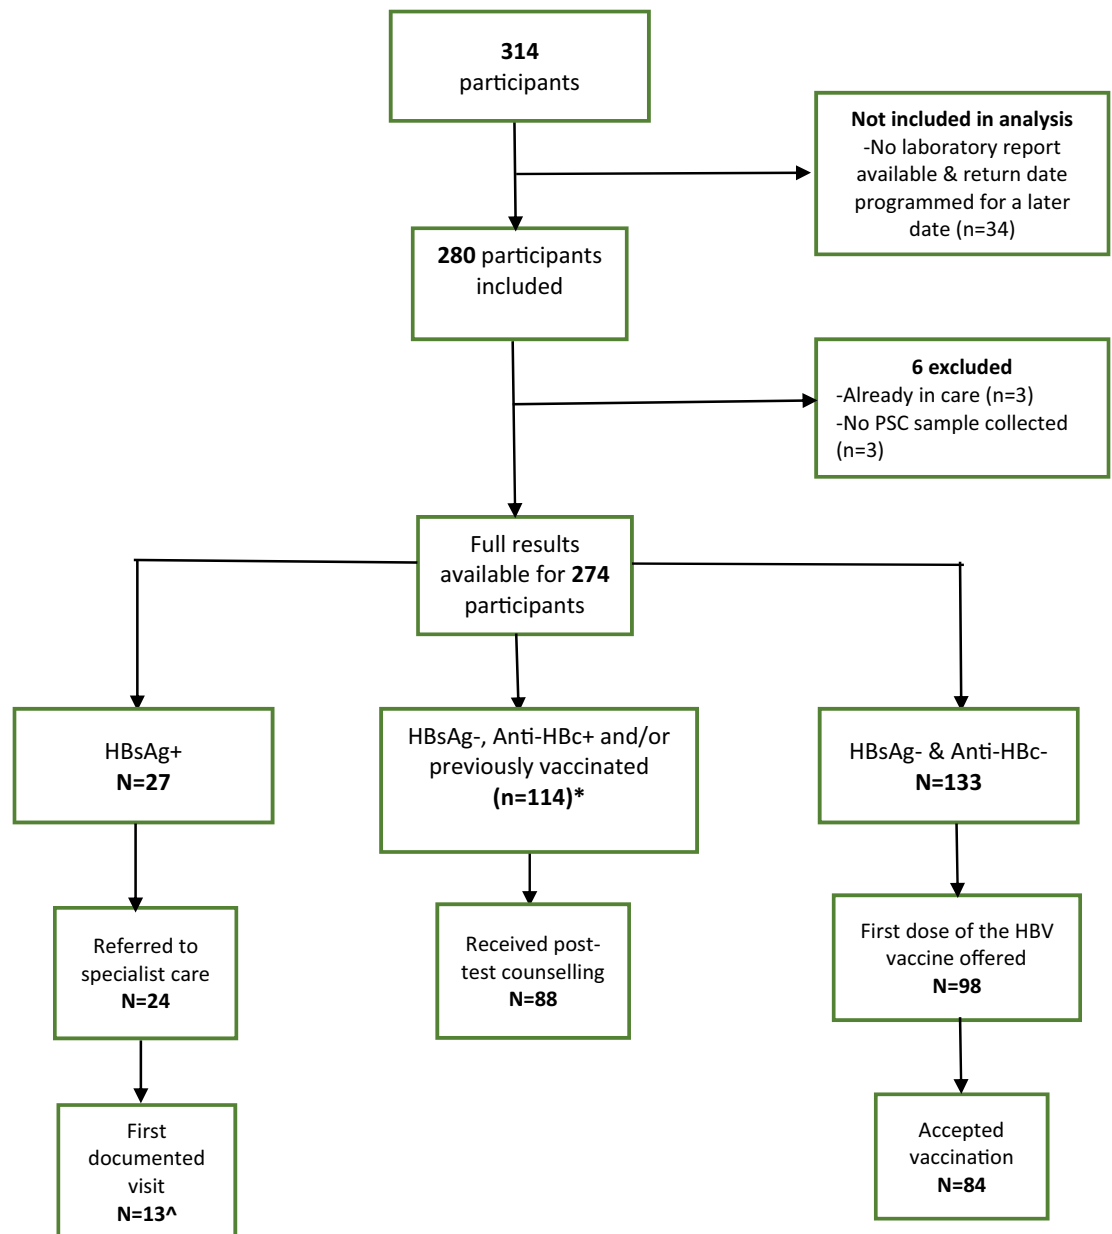 314
participants
Not included in analysis
-No laboratory report
available & return date
programmed for a later
date (n=34)
280 participants
included
6 excluded
-Already in care (n=3)
-No PSC sample collected
(n=3)
Full results
available for 274
participants
HBsAg+
N=27
HBsAg-, Anti-HBc+ and/or
previously vaccinated
(n=114)*
HBsAg- & Anti-HBc-
N=133
Referred to
specialist care
N=24
Received post-
test counselling
N=88
First dose of the HBV
vaccine offered
N=98
First
documented
visit
N=13^
Accepted
vaccination
N=84